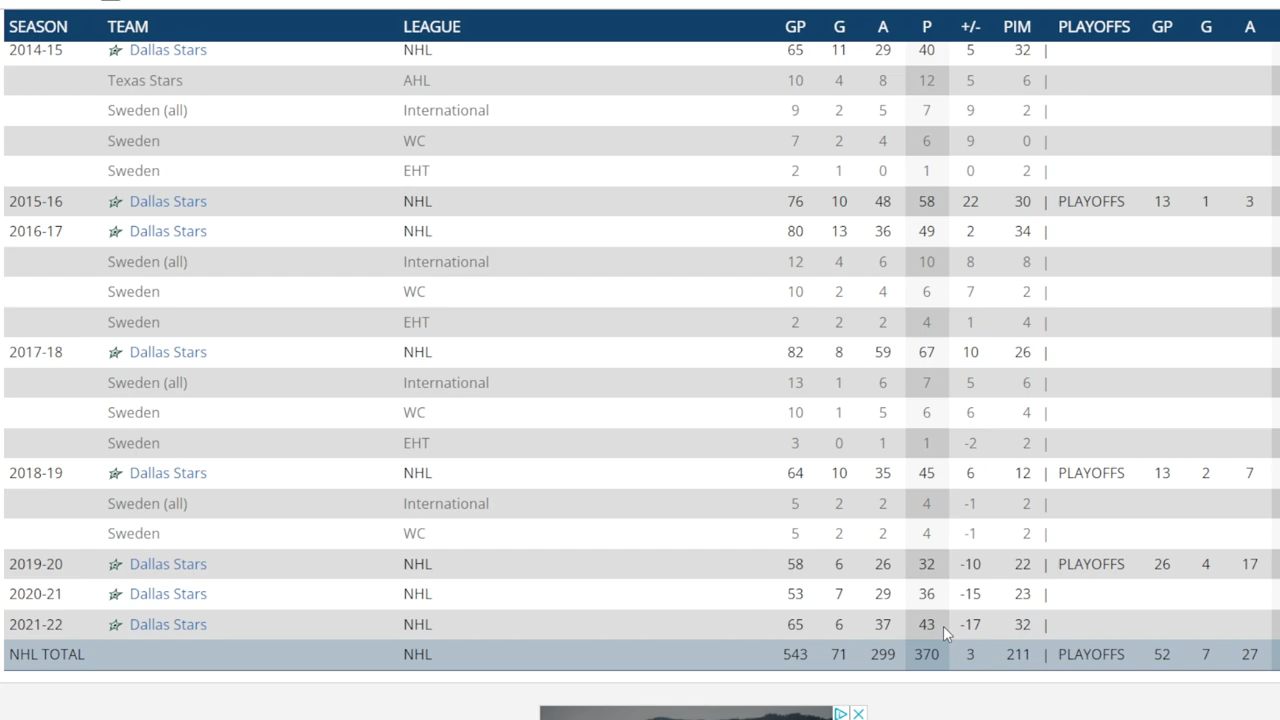 SEASON TEAM LEAGUE GP G A P +/- PIM PLAYOFFS GP G A
2014-15 Dallas Stars NHL 65 11 29 40 5 32 |
Texas Stars AHL 10 4 8 12 5 6 |
Sweden (all) International 9 2 5 7 9 2 |
Sweden WC 7 2 4 6 9 0 |
Sweden EHT 2 1 0 1 0 2 |
2015-16 Dallas Stars NHL 76 10 48 58 22 30 | PLAYOFFS 13 1 3
2016-17 Dallas Stars NHL 80 13 36 49 2 34 |
Sweden (all) International 12 4 6 10 8 8 |
Sweden WC 10 2 4 6 7 2 |
Sweden EHT 2 2 2 4 1 4 |
2017-18 Dallas Stars NHL 82 8 59 67 10 26 |
Sweden (all) International 13 1 6 7 5 6 |
Sweden WC 10 1 5 6 6 4 |
Sweden EHT 3 0 1 1 -2 2 |
2018-19 Dallas Stars NHL 64 10 35 45 6 12 | PLAYOFFS 13 2 7
Sweden (all) International 5 2 2 4 -1 2 |
Sweden WC 5 2 2 4 -1 2 |
2019-20 Dallas Stars NHL 58 6 26 32 -10 22 | PLAYOFFS 26 4 17
2020-21 Dallas Stars NHL 53 7 29 36 -15 23 |
2021-22 Dallas Stars NHL 65 6 37 43 -17 32 |
NHL TOTAL NHL 543 71 299 370 3 211 | PLAYOFFS 52 7 27